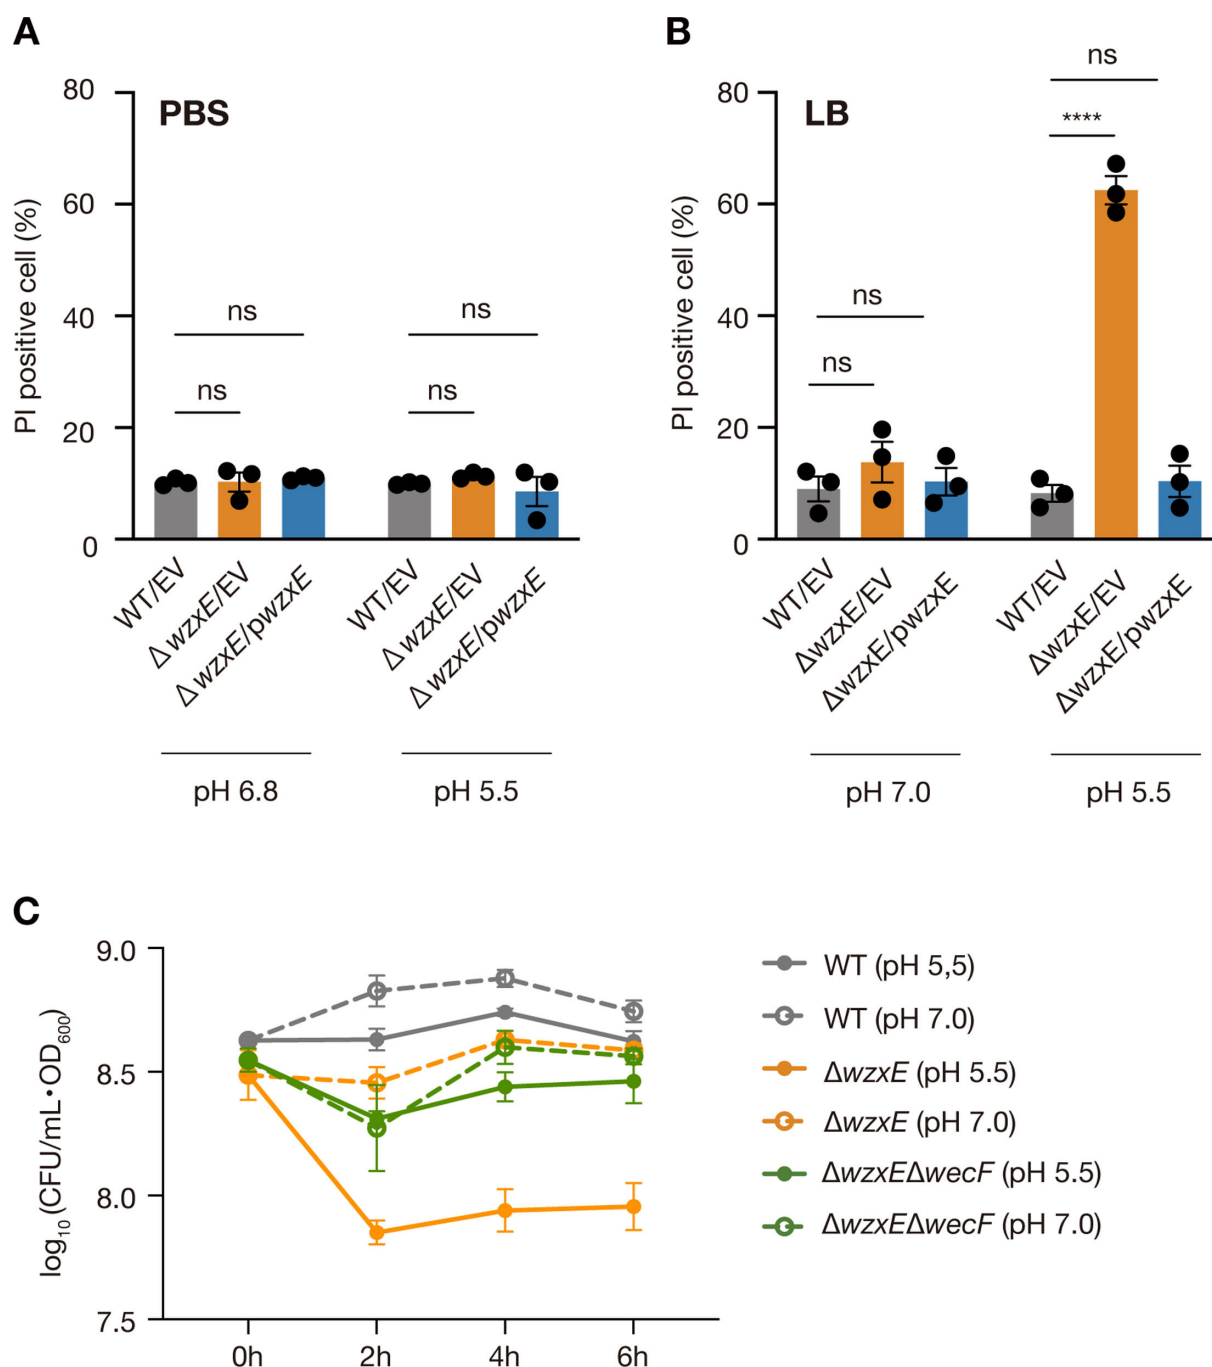 A
PBS
PI positive cell (%)
80
60
40
20
0
ns
ns
ns
ns
WT/EV
ΔwzxE/EV
ΔwzxE/pwzxE
WT/EV
ΔwzxE/EV
ΔwzxE/pwzxE
pH 6.8
pH 5.5
B
LB
PI positive cell (%)
80
60
40
20
0
ns
ns
ns
****
WT/EV
ΔwzxE/EV
ΔwzxE/pwzxE
WT/EV
ΔwzxE/EV
ΔwzxE/pwzxE
pH 7.0
pH 5.5
C
log₁₀(CFU/mL•OD₆₀₀)
9.0
8.5
8.0
7.5
0h
2h
4h
6h
WT (pH 5,5)
WT (pH 7.0)
ΔwzxE (pH 5.5)
ΔwzxE (pH 7.0)
ΔwzxEΔwecF (pH 5.5)
ΔwzxEΔwecF (pH 7.0)